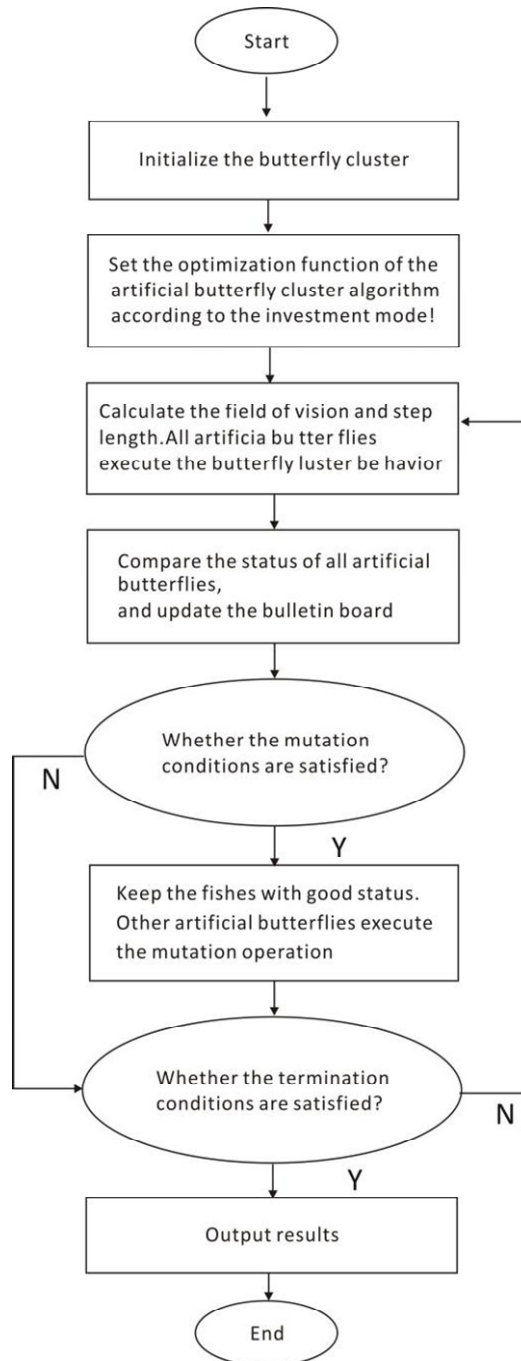 Start
Initialize the butterfly cluster
Set the optimization function of the
artificial butterfly cluster algorithm
according to the investment mode!
Calculate the field of vision and step
length.All artificia bu tter flies
execute the butterfly luster be havior
Compare the status of all artificial
butterflies,
and update the bulletin board
Whether the mutation
conditions are satisfied?
N
Y
Keep the fishes with good status.
Other artificial butterflies execute
the mutation operation
Whether the termination
conditions are satisfied?
N
Y
Output results
End